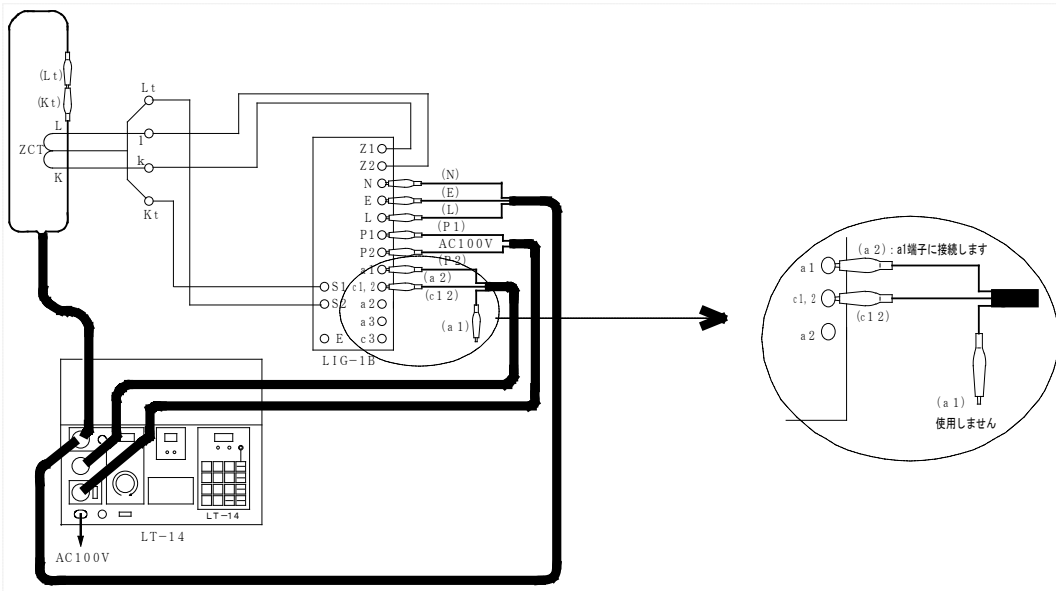 (Lt)
(Kt)
L
ZCT
K
Lt
l
k
Kt
Z1
Z2
N
E
L
P1
P2
a1
c1,2
a2
a3
c3
S1
S2
E
LIG-1B
(N)
(E)
(L)
(P1)
AC100V
(P2)
(a2)
(c12)
(a1)
LT-14
LT-14
AC100V
a1
c1,2
a2
(a2):a1端子に接続します
(c12)
(a1)
使用しません